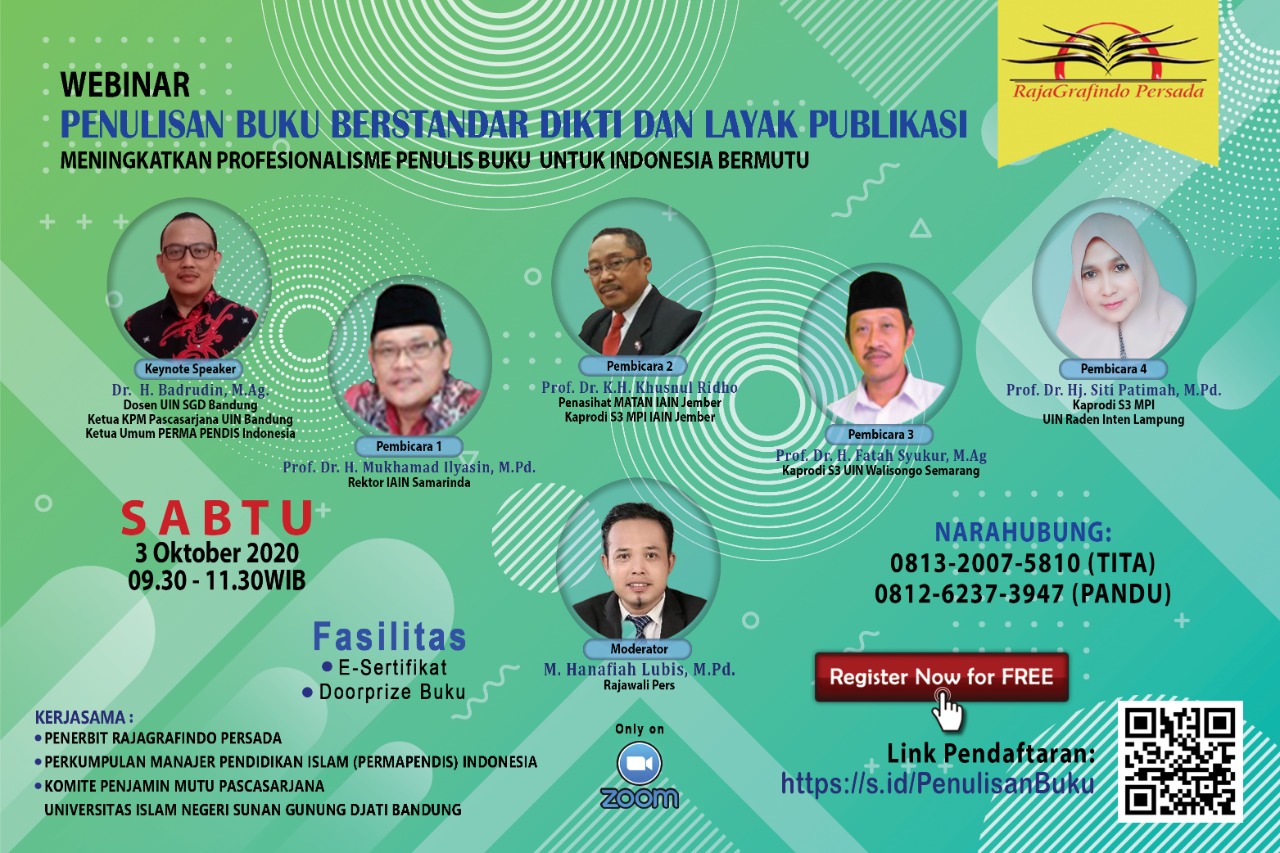 RajaGrafindo Persada
WEBINAR
PENULISAN BUKU BERSTANDAR DIKTI DAN LAYAK PUBLIKASI
MENINGKATKAN PROFESIONALISME PENULIS BUKU UNTUK INDONESIA BERMUTU
Keynote Speaker
Dr. H. Badrudin, M.Ag.
Dosen UIN SGD Bandung
Ketua KPM Pascasarjana UIN Bandung
Ketua Umum PERMA PENDIS Indonesia
Pembicara 1
Prof. Dr. H. Mukhamad Ilyasin, M.Pd.
Rektor IAIN Samarinda
Pembicara 2
Prof. Dr. K.H. Khusnul Ridho
Penasihat MATAN IAIN Jember
Kaprodi S3 MPI IAIN Jember
Pembicara 3
Prof. Dr. H. Fatah Syukur, M.Ag
Kaprodi S3 UIN Walisongo Semarang
Pembicara 4
Prof. Dr. Hj. Siti Patimah, M.Pd.
Kaprodi S3 MPI
UIN Raden Inten Lampung
SABTU
3 Oktober 2020
09.30 - 11.30WIB
Fasilitas
• E-Sertifikat
• Doorprize Buku
Moderator
M. Hanafiah Lubis, M.Pd.
Rajawali Pers
NARAHUBUNG:
0813-2007-5810 (TITA)
0812-6237-3947 (PANDU)
Register Now for FREE
KERJASAMA :
• PENERBIT RAJAGRAFINDO PERSADA
• PERKUMPULAN MANAJER PENDIDIKAN ISLAM (PERMAPENDIS) INDONESIA
• KOMITE PENJAMIN MUTU PASCASARJANA
UNIVERSITAS ISLAM NEGERI SUNAN GUNUNG DJATI BANDUNG
Only on
zoom
Link Pendaftaran:
https://s.id/PenulisanBuku